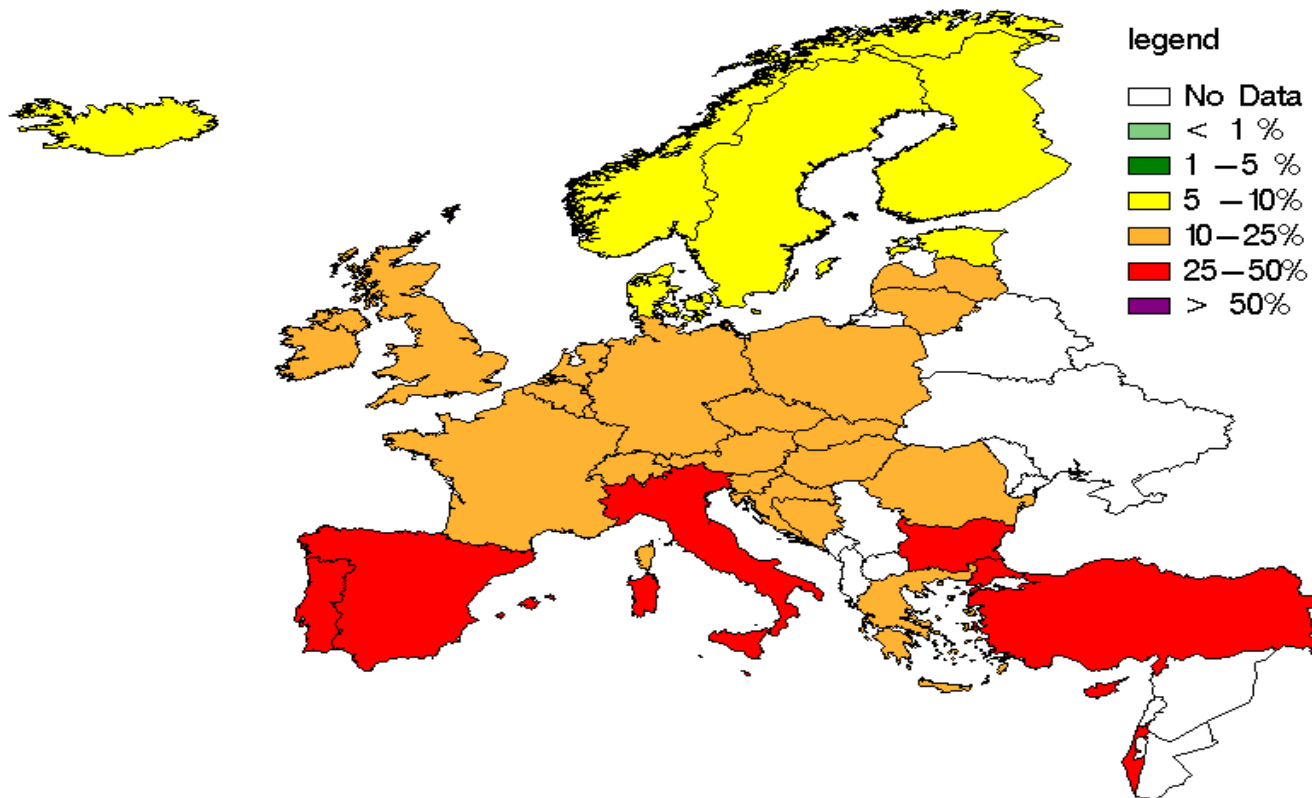 legend
No Data
< 1 %
1 –5 %
5 –10%
10–25%
25–50%
> 50%